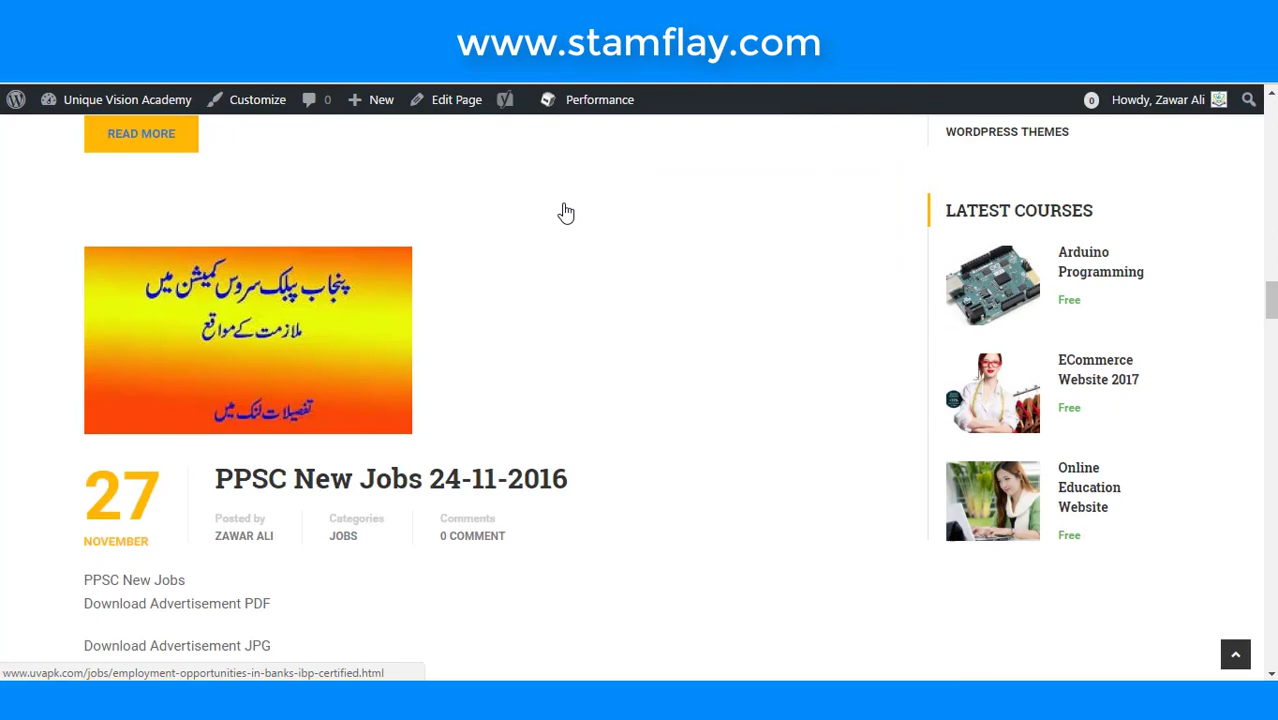 www.stamflay.com
Unique Vision Academy Customize 0 New Edit Page Performance 0 Howdy, Zawar Ali
READ MORE
WORDPRESS THEMES
پنجاب پبلک سروس کمیشن میں
ملازمت کے مواقع
تفصیلات لنک میں
27
NOVEMBER
PPSC New Jobs 24-11-2016
Posted by
ZAWAR ALI
Categories
JOBS
Comments
0 COMMENT
PPSC New Jobs
Download Advertisement PDF
Download Advertisement JPG
LATEST COURSES
Arduino
Programming
Free
ECommerce
Website 2017
Free
Online
Education
Website
Free
www.uvapk.com/jobs/employment-opportunities-in-banks-ibp-certified.html